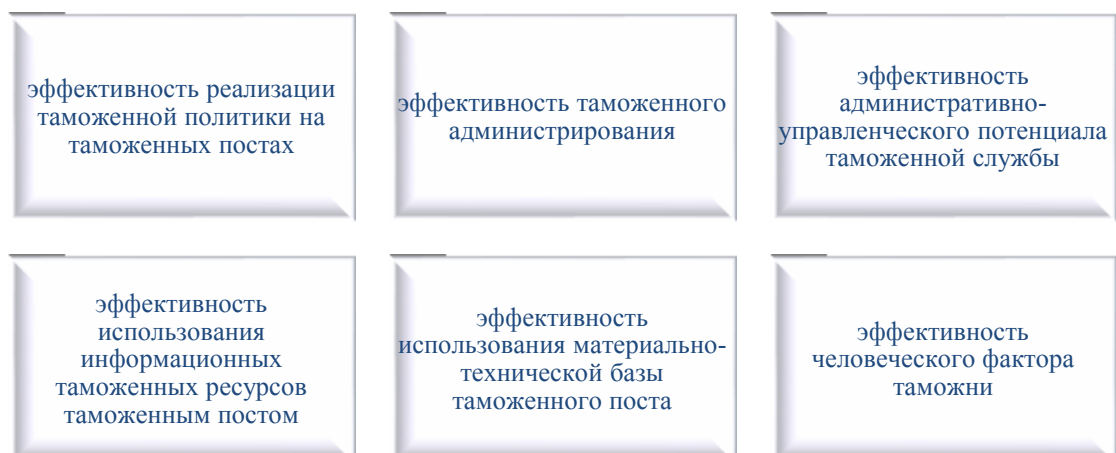 эффективность реализации
таможенной политики на
таможенных постах
эффективность таможенного
администрирования
эффективность
административно-
управленческого потенциала
таможенной службы
эффективность
использования
информационных
таможенных ресурсов
таможенным постом
эффективность
использования материально-
технической базы
таможенного поста
эффективность
человеческого фактора
таможни